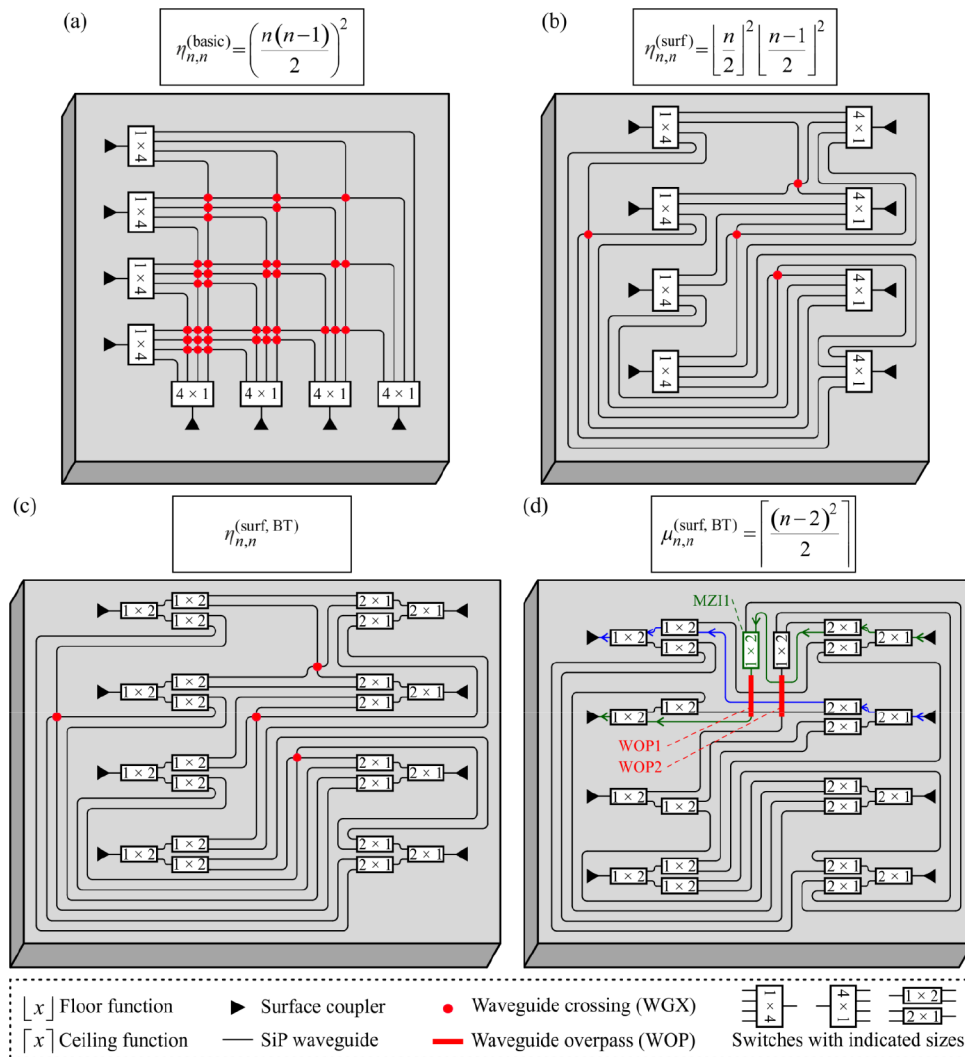 (a)
η_{n,n}^{(basic)} = (n(n−1)/2)^2
1 × 4
1 × 4
1 × 4
1 × 4
4 × 1
4 × 1
4 × 1
4 × 1
(b)
η_{n,n}^{(surf)} = ⌊n/2⌋^2 ⌊(n−1)/2⌋^2
1 × 4
4 × 1
1 × 4
4 × 1
1 × 4
4 × 1
1 × 4
4 × 1
(c)
η_{n,n}^{(surf, BT)}
1 × 2
1 × 2
1 × 2
2 × 1
2 × 1
2 × 1
1 × 2
1 × 2
1 × 2
2 × 1
2 × 1
2 × 1
1 × 2
1 × 2
1 × 2
2 × 1
2 × 1
2 × 1
1 × 2
1 × 2
1 × 2
2 × 1
2 × 1
2 × 1
(d)
μ_{n,n}^{(surf, BT)} = ⌈(n−2)^2/2⌉
MZI1
1 × 2
1 × 2
1 × 2
1 × 2
1 × 2
2 × 1
2 × 1
2 × 1
1 × 2
1 × 2
2 × 1
2 × 1
2 × 1
WOP1
WOP2
1 × 2
1 × 2
2 × 1
2 × 1
2 × 1
1 × 2
1 × 2
1 × 2
2 × 1
2 × 1
2 × 1
⌊x⌋ Floor function
Surface coupler
Waveguide crossing (WGX)
1 × 4
4 × 1
1 × 2
2 × 1
⌈x⌉ Ceiling function
SiP waveguide
Waveguide overpass (WOP)
Switches with indicated sizes